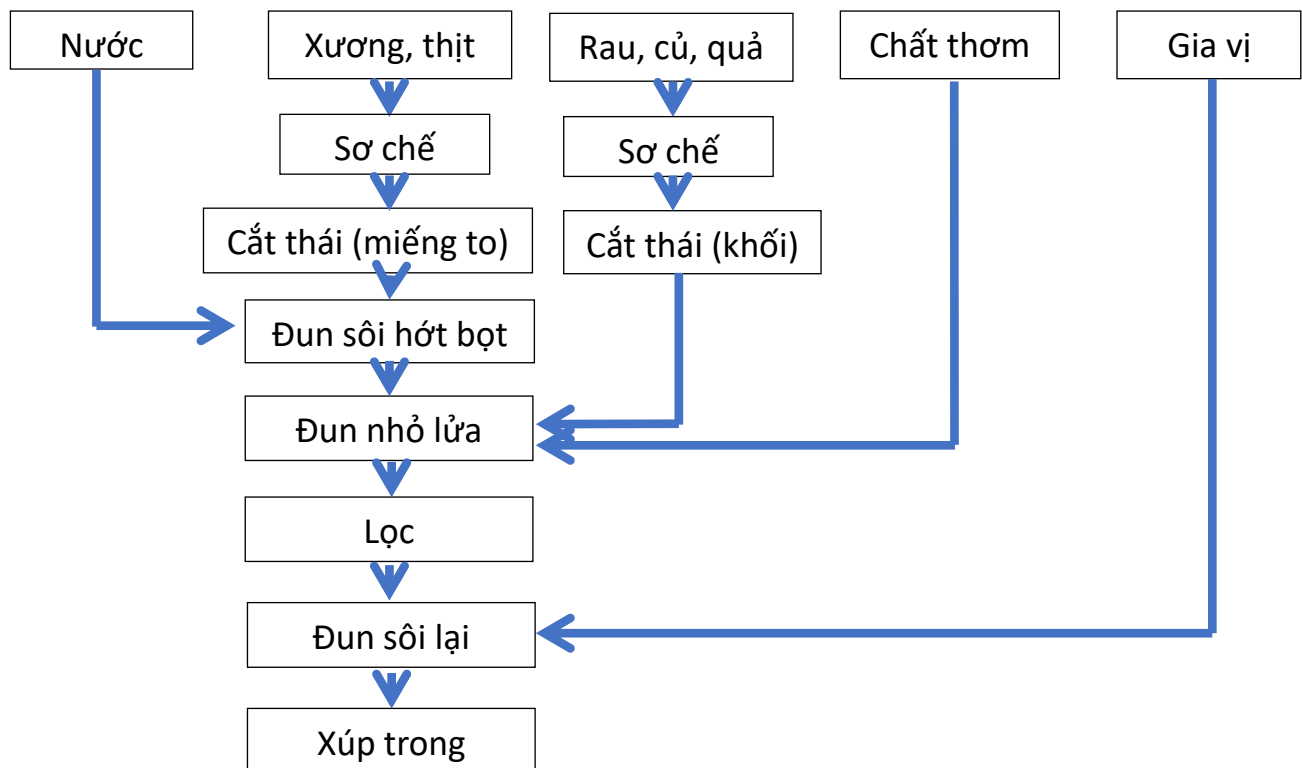 Nước
Xương, thịt
Rau, củ, quả
Chất thơm
Gia vị
Sơ chế
Sơ chế
Cắt thái (miếng to)
Cắt thái (khối)
Đun sôi hớt bọt
Đun nhỏ lửa
Lọc
Đun sôi lại
Xúp trong